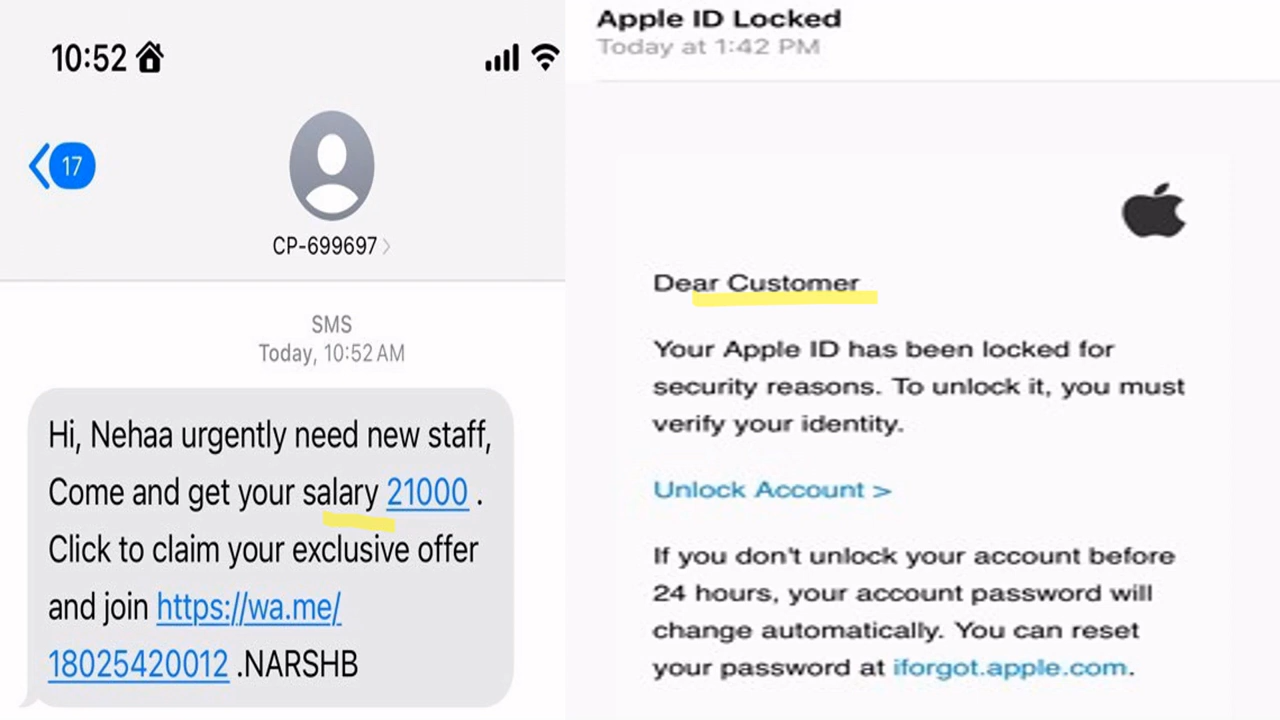 10:52
17
CP-699697
SMS
Today, 10:52 AM
Hi, Nehaa urgently need new staff,
Come and get your salary 21000 .
Click to claim your exclusive offer
and join https://wa.me/
18025420012 .NARSHB
Apple ID Locked
Today at 1:42 PM
Dear Customer
Your Apple ID has been locked for
security reasons. To unlock it, you must
verify your identity.
Unlock Account >
If you don't unlock your account before
24 hours, your account password will
change automatically. You can reset
your password at iforgot.apple.com.